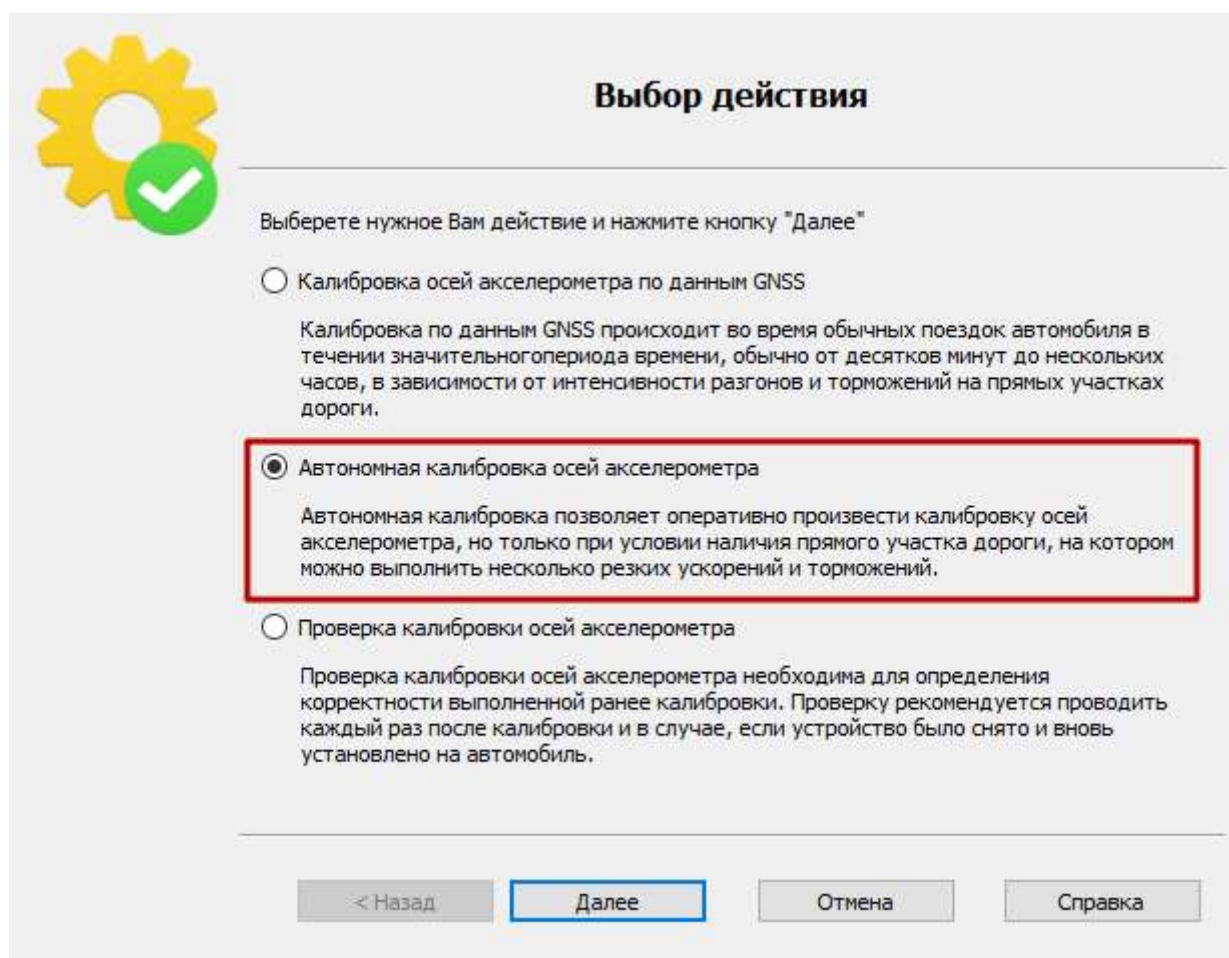 Выбор действия
Выберете нужное Вам действие и нажмите кнопку "Далее"
Калибровка осей акселерометра по данным GNSS
Калибровка по данным GNSS происходит во время обычных поездок автомобиля в
течении значительногопериода времени, обычно от десятков минут до нескольких
часов, в зависимости от интенсивности разгонов и торможений на прямых участках
дороги.
Автономная калибровка осей акселерометра
Автономная калибровка позволяет оперативно произвести калибровку осей
акселерометра, но только при условии наличия прямого участка дороги, на котором
можно выполнить несколько резких ускорений и торможений.
Проверка калибровки осей акселерометра
Проверка калибровки осей акселерометра необходима для определения
корректности выполненной ранее калибровки. Проверку рекомендуется проводить
каждый раз после калибровки и в случае, если устройство было снято и вновь
установлено на автомобиль.
< Назад Далее Отмена Справка